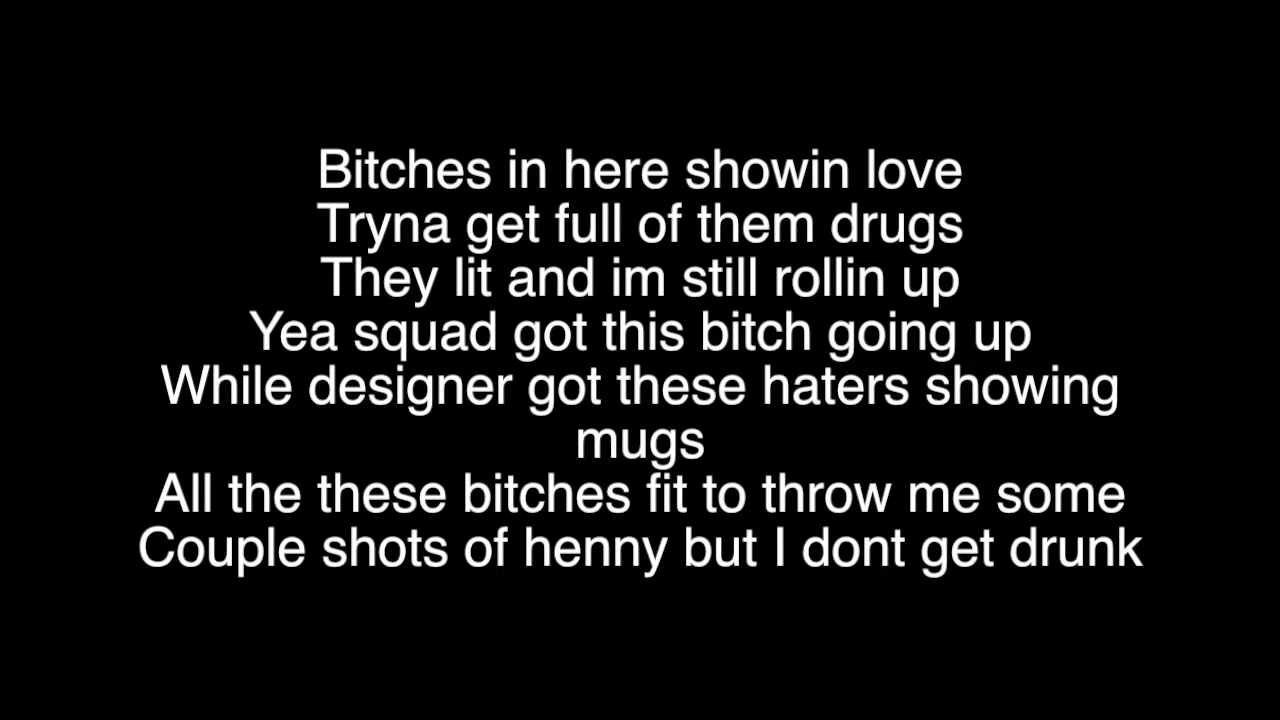 Bitches in here showin love
Tryna get full of them drugs
They lit and im still rollin up
Yea squad got this bitch going up
While designer got these haters showing
mugs
All the these bitches fit to throw me some
Couple shots of henny but I dont get drunk